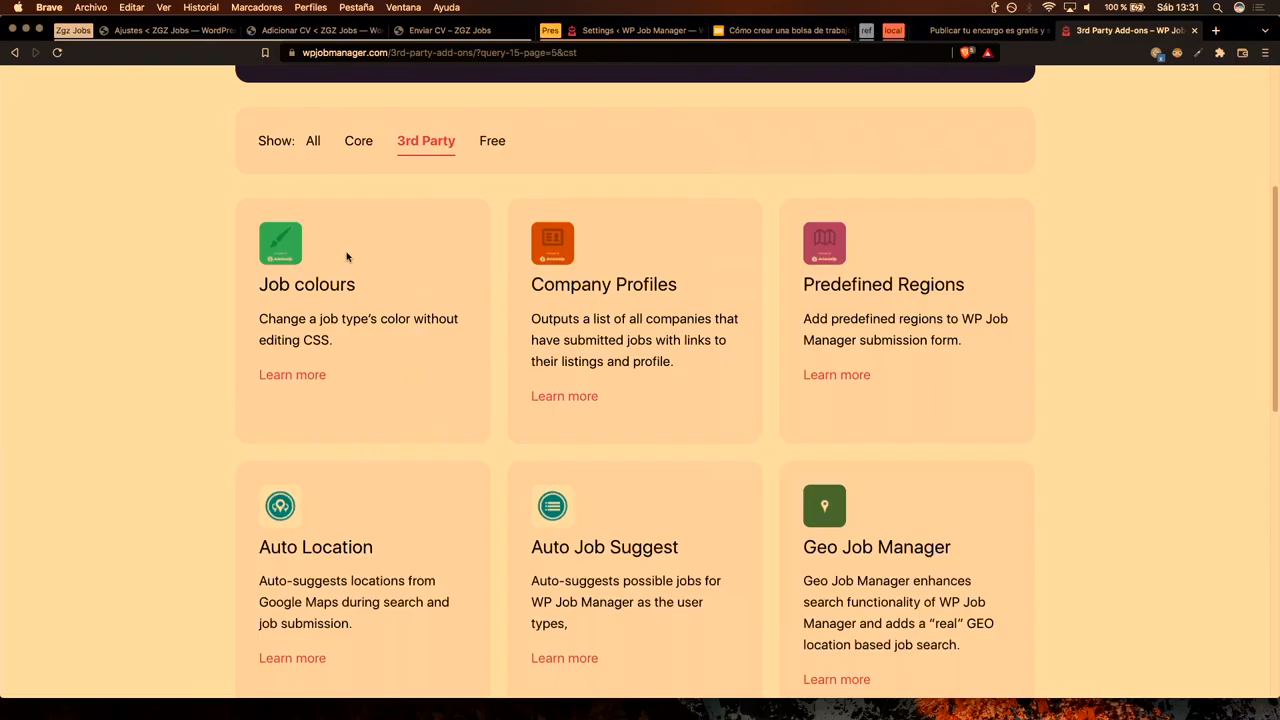 Brave Archivo Editar Ver Historial Marcadores Perfiles Pestaña Ventana Ayuda 100 % Sáb 13:31
Zgz Jobs Ajustes < ZGZ Jobs — WordPre Adicionar CV < ZGZ Jobs — Wo Enviar CV – ZGZ Jobs Pres Settings < WP Job Manager — V Cómo crear una bolsa de trabajo ref local Publicar tu encargo es gratis y s 3rd Party Add-ons – WP Job
wpjobmanager.com/3rd-party-add-ons/?query-15-page=5&cst
Show: All Core 3rd Party Free
Job colours
Change a job type’s color without
editing CSS.
Learn more
Company Profiles
Outputs a list of all companies that
have submitted jobs with links to
their listings and profile.
Learn more
Predefined Regions
Add predefined regions to WP Job
Manager submission form.
Learn more
Auto Location
Auto-suggests locations from
Google Maps during search and
job submission.
Learn more
Auto Job Suggest
Auto-suggests possible jobs for
WP Job Manager as the user
types,
Learn more
Geo Job Manager
Geo Job Manager enhances
search functionality of WP Job
Manager and adds a “real” GEO
location based job search.
Learn more